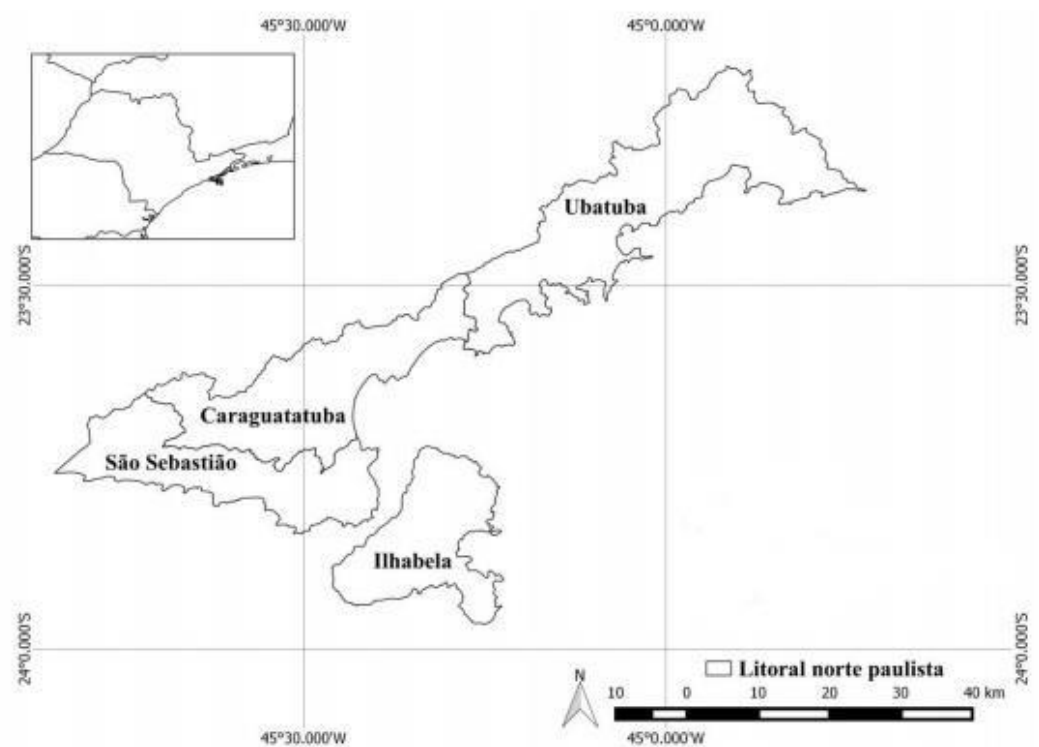 45°30.000'W 45°0.000'W
Ubatuba
23°30.000'S 23°30.000'S
Caraguatatuba
São Sebastião
Ilhabela
24°0.000'S 24°0.000'S
N
Litoral norte paulista
10 0 10 20 30 40 km
45°30.000'W 45°0.000'W